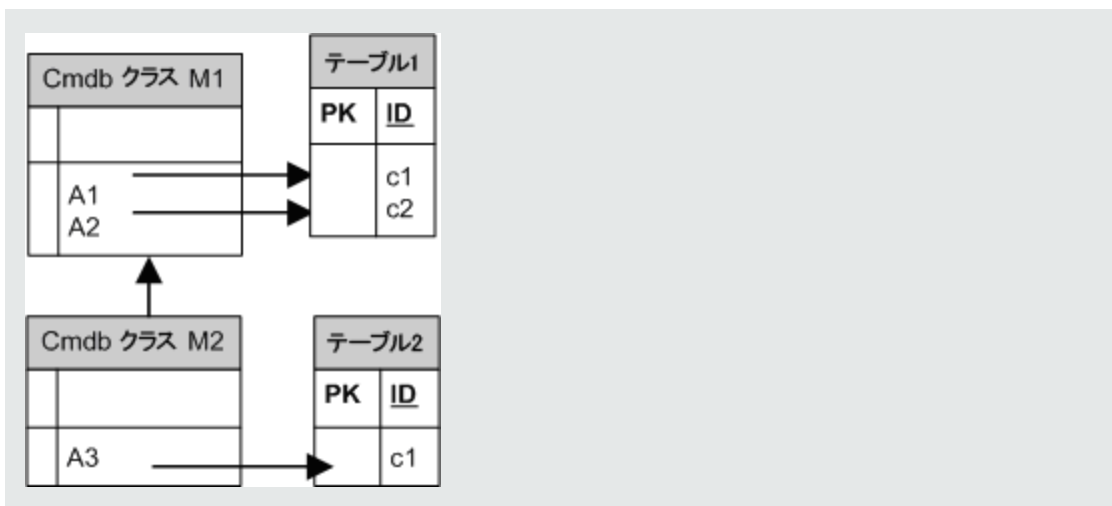 Cmdb クラス M1
A1
A2
テーブル1
PK ID
c1
c2
Cmdb クラス M2
A3
テーブル2
PK ID
c1